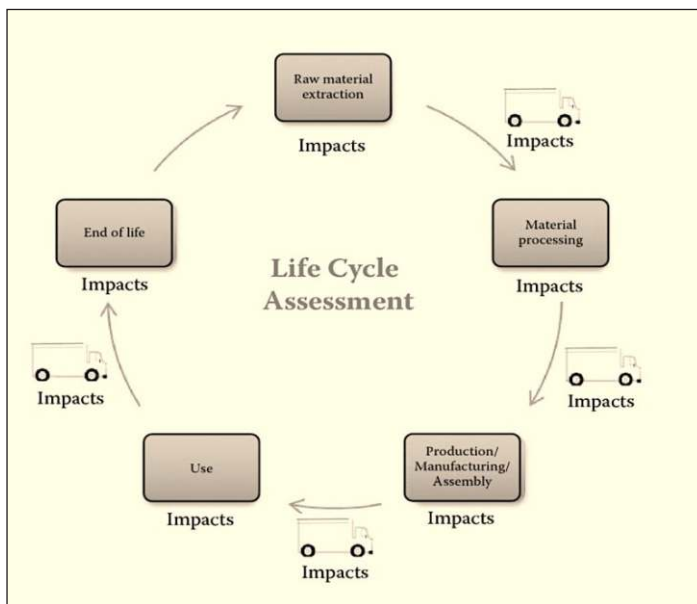 Raw material
extraction
Impacts
Impacts
Material
processing
Impacts
Impacts
Production/
Manufacturing/
Assembly
Impacts
Impacts
Use
Impacts
Impacts
End of life
Impacts
Life Cycle
Assessment